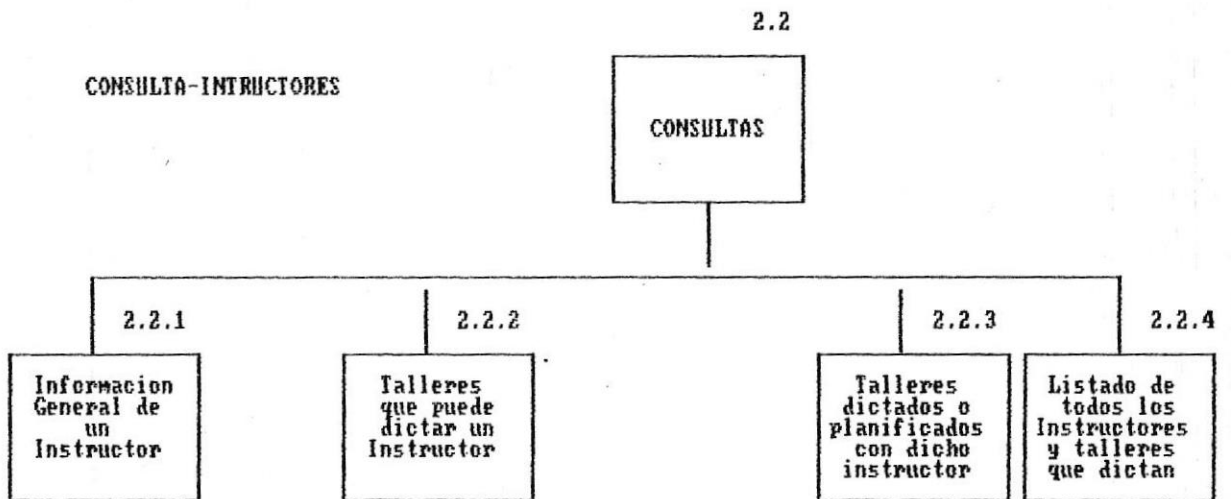 2.2
CONSULTA-INTRUCTORES
CONSULTAS
2.2.1
Informacion
General de
un
Instructor
2.2.2
Talleres
que puede
dictar un
Instructor
2.2.3
Talleres
dictados o
planificados
con dicho
instructor
2.2.4
Listado de
todos los
Instructores
y talleres
que dictan